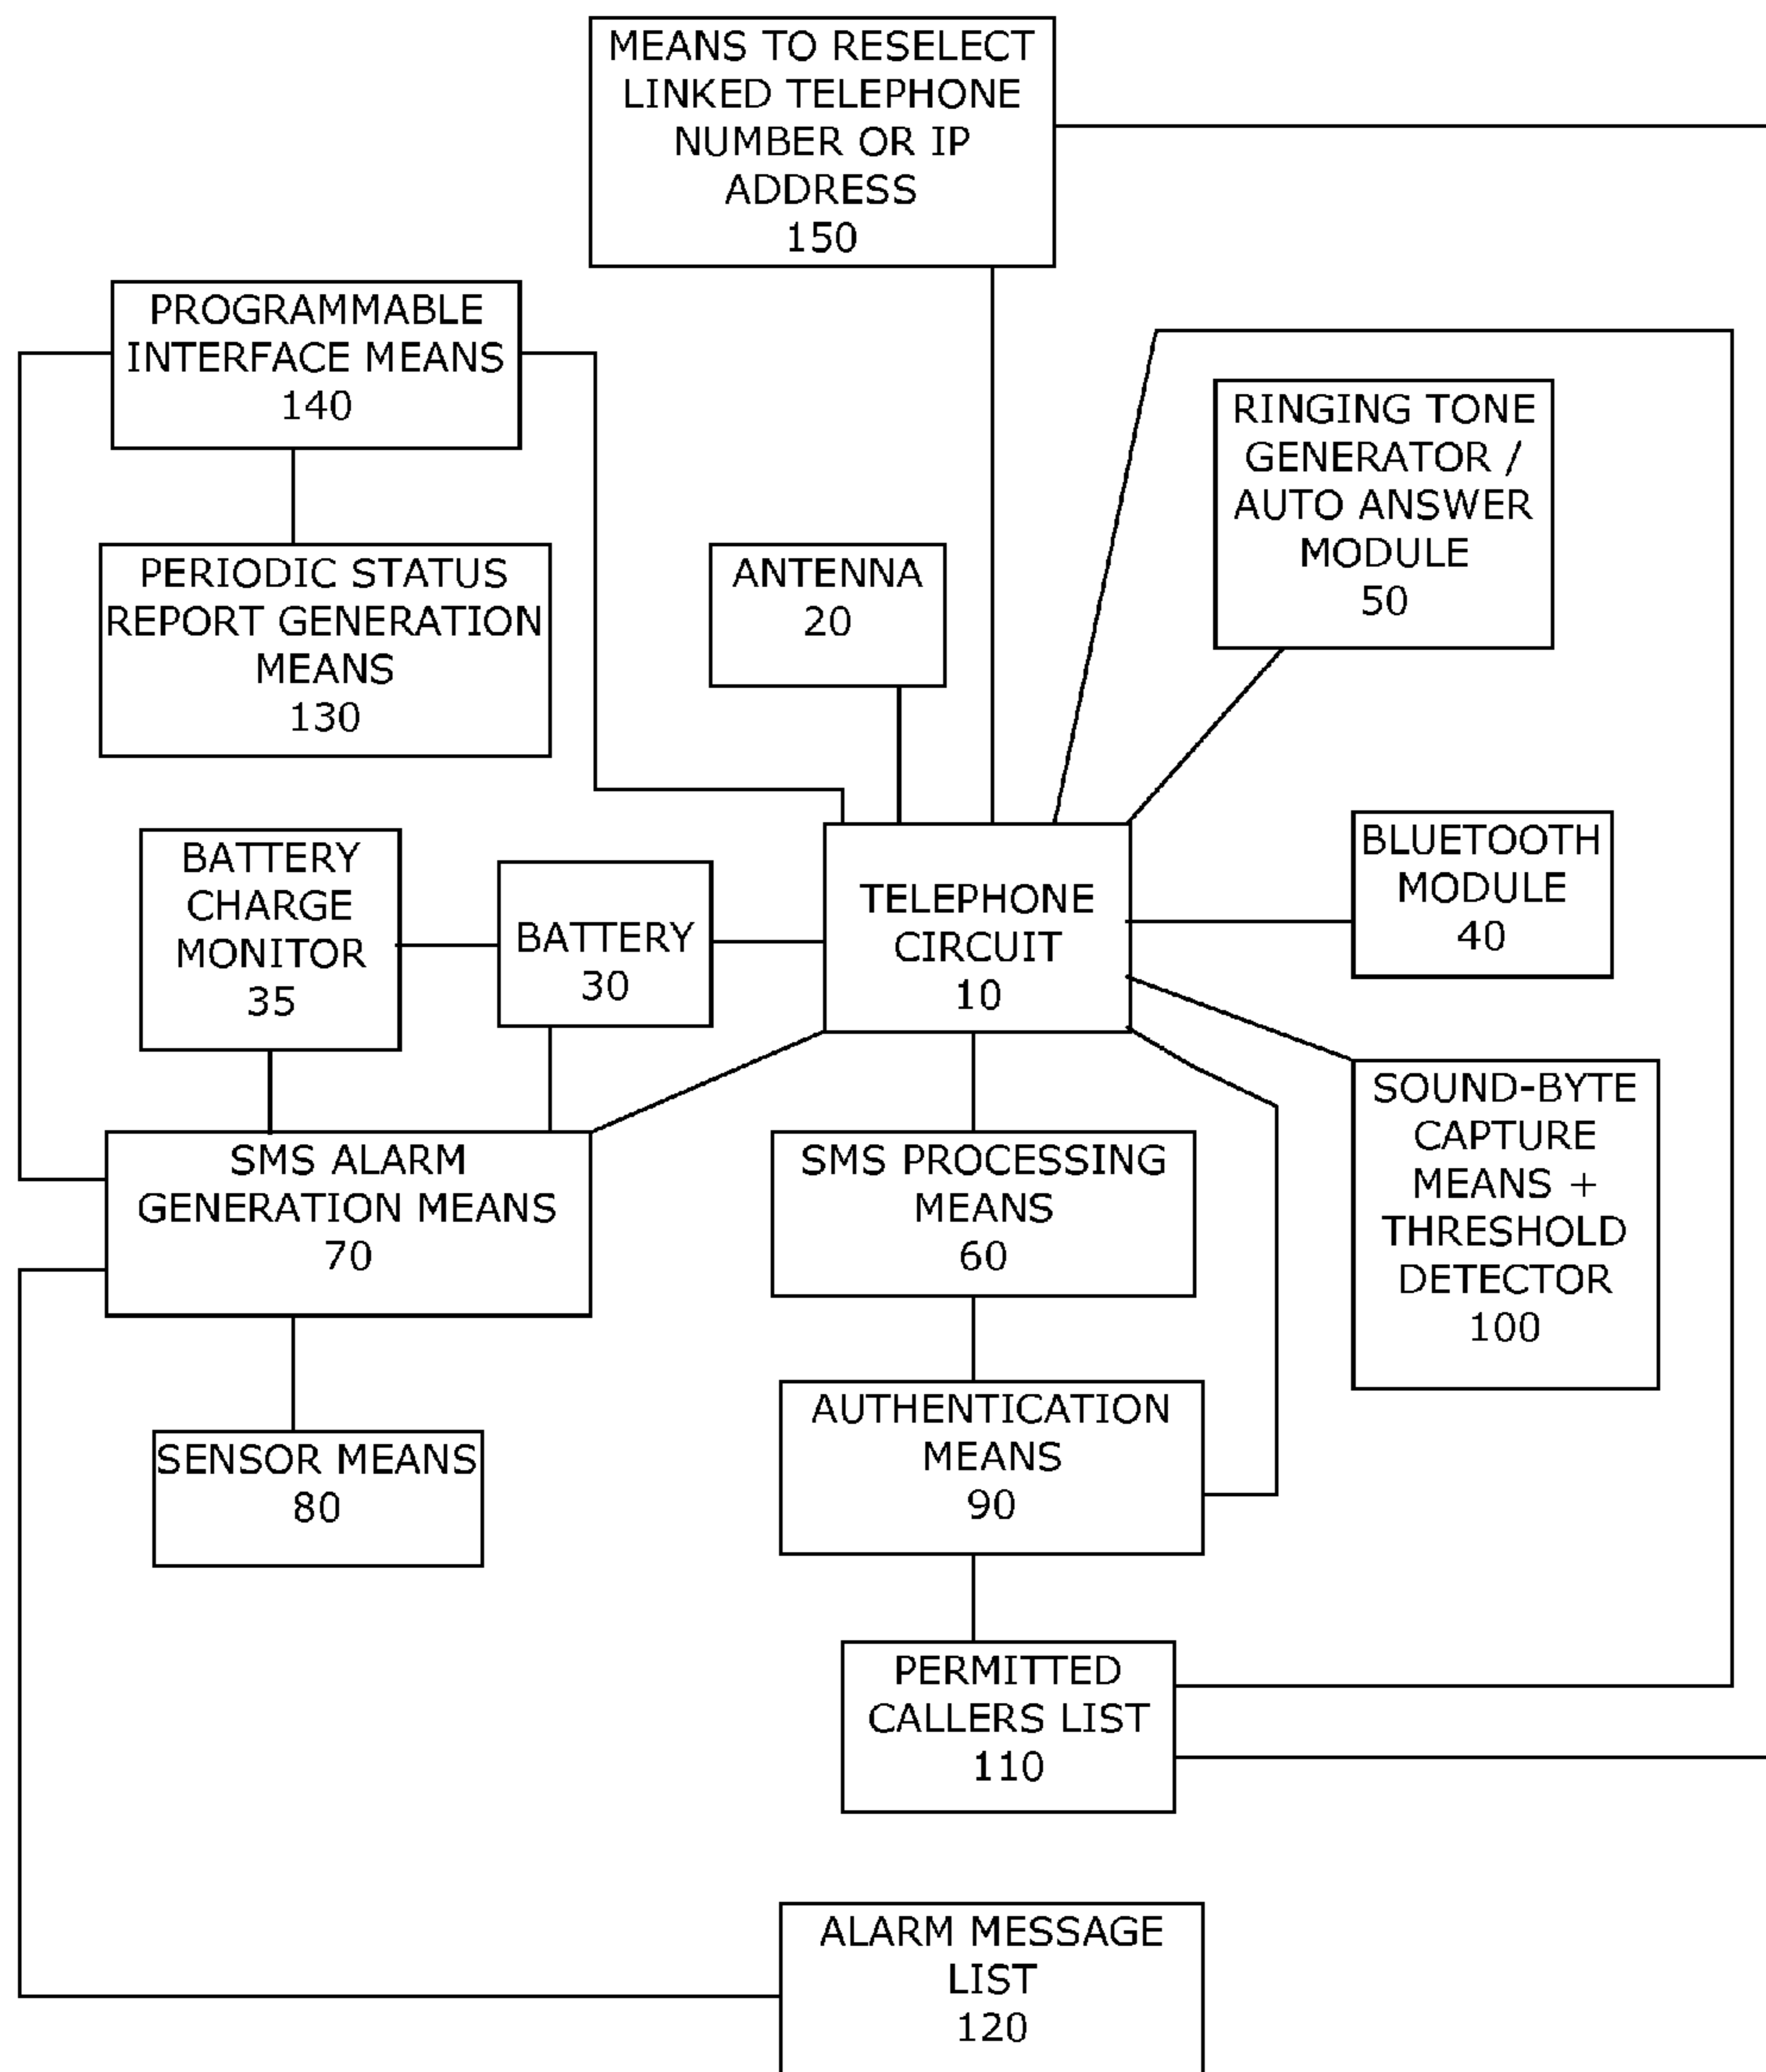 MEANS TO RESELECT
LINKED TELEPHONE
NUMBER OR IP
ADDRESS
150
PROGRAMMABLE
INTERFACE MEANS
140
RINGING TONE
GENERATOR /
AUTO ANSWER
MODULE
50
PERIODIC STATUS
REPORT GENERATION
MEANS
130
ANTENNA
20
BATTERY
CHARGE
MONITOR
35
BATTERY
30
TELEPHONE
CIRCUIT
10
BLUETOOTH
MODULE
40
SOUND-BYTE
CAPTURE
MEANS +
THRESHOLD
DETECTOR
100
SMS ALARM
GENERATION MEANS
70
SMS PROCESSING
MEANS
60
SENSOR MEANS
80
AUTHENTICATION
MEANS
90
PERMITTED
CALLERS LIST
110
ALARM MESSAGE
LIST
120